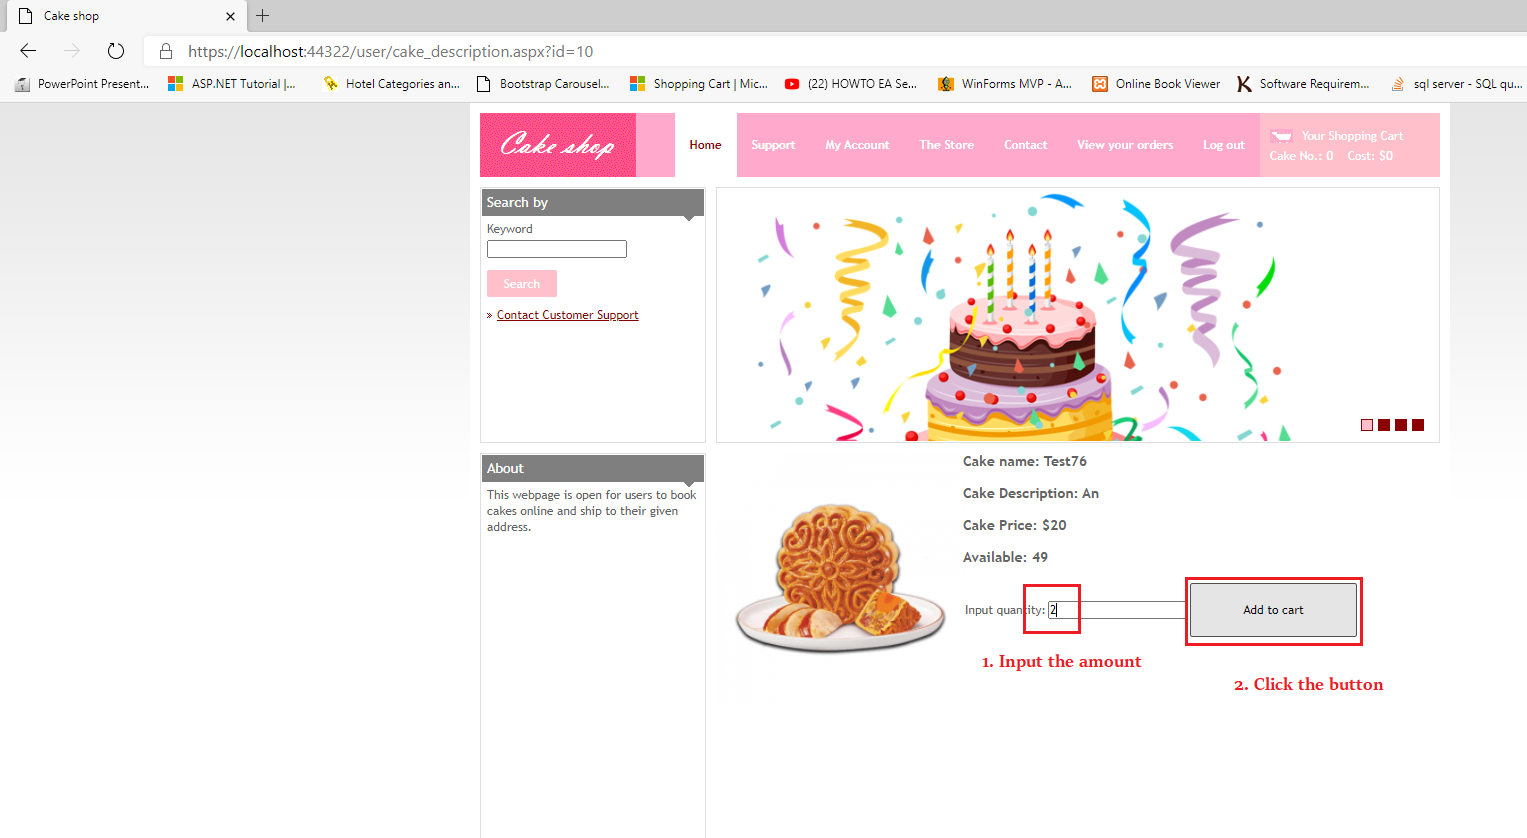 Cake shop
https://localhost:44322/user/cake_description.aspx?id=10
PowerPoint Present...
ASP.NET Tutorial |...
Hotel Categories an...
Bootstrap Carousel...
Shopping Cart | Mic...
(22) HOWTO EA Se...
WinForms MVP - A...
Online Book Viewer
Software Requirem...
sql server - SQL qu...
Cake shop
Home
Support
My Account
The Store
Contact
View your orders
Log out
Your Shopping Cart
Cake No.: 0 Cost: $0
Search by
Keyword
Search
» Contact Customer Support
About
This webpage is open for users to book
cakes online and ship to their given
address.
Cake name: Test76
Cake Description: An
Cake Price: $20
Available: 49
Input quantity: 2
Add to cart
1. Input the amount
2. Click the button